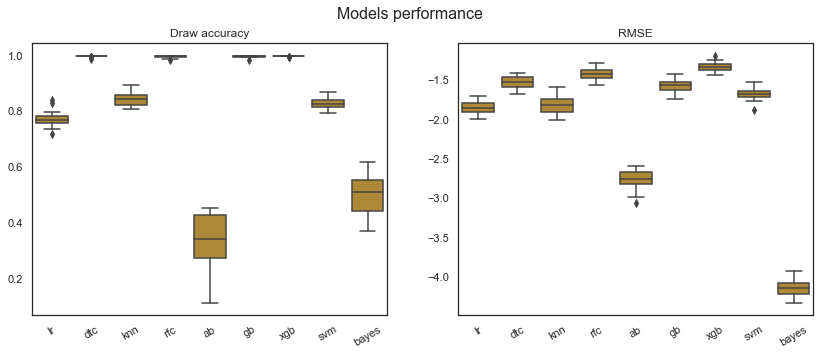 Models performance
Draw accuracy
1.0
0.8
0.6
0.4
0.2
lr
dtc
knn
rfc
ab
gb
xgb
svm
bayes
RMSE
−1.5
−2.0
−2.5
−3.0
−3.5
−4.0
lr
dtc
knn
rfc
ab
gb
xgb
svm
bayes